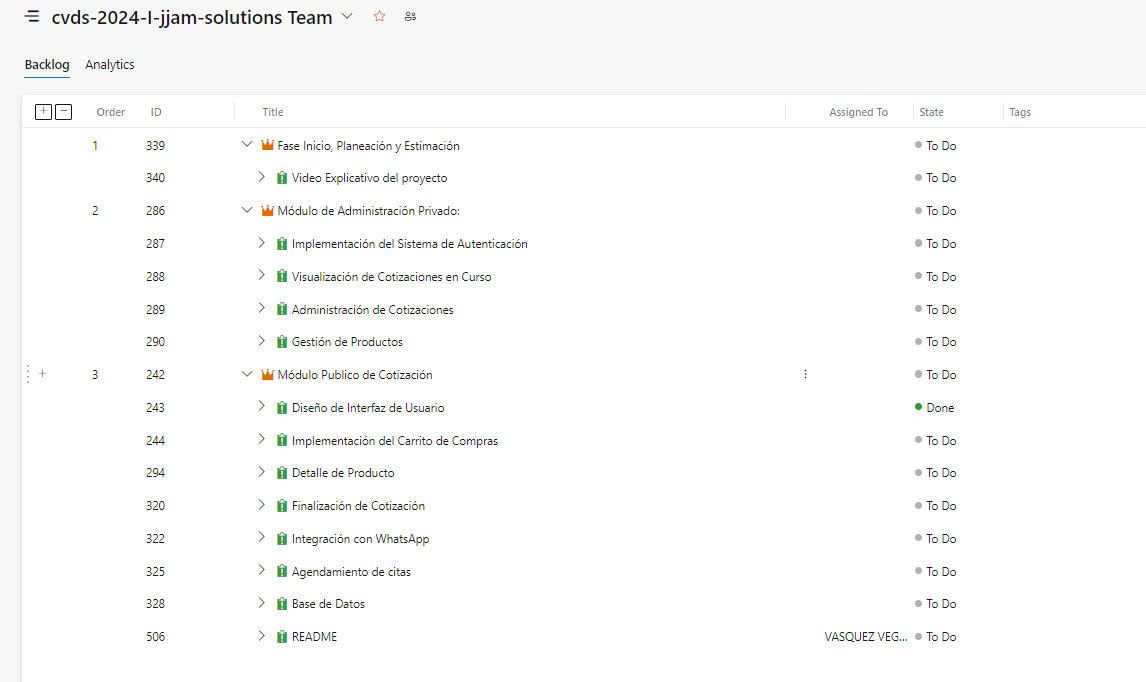 cvds-2024-I-jjam-solutions Team
Backlog Analytics
Order ID Title Assigned To State Tags
1 339 Fase Inicio, Planeación y Estimación To Do
340 Video Explicativo del proyecto To Do
2 286 Módulo de Administración Privado: To Do
287 Implementación del Sistema de Autenticación To Do
288 Visualización de Cotizaciones en Curso To Do
289 Administración de Cotizaciones To Do
290 Gestión de Productos To Do
3 242 Módulo Publico de Cotización To Do
243 Diseño de Interfaz de Usuario Done
244 Implementación del Carrito de Compras To Do
294 Detalle de Producto To Do
320 Finalización de Cotización To Do
322 Integración con WhatsApp To Do
325 Agendamiento de citas To Do
328 Base de Datos To Do
506 README VASQUEZ VEG... To Do